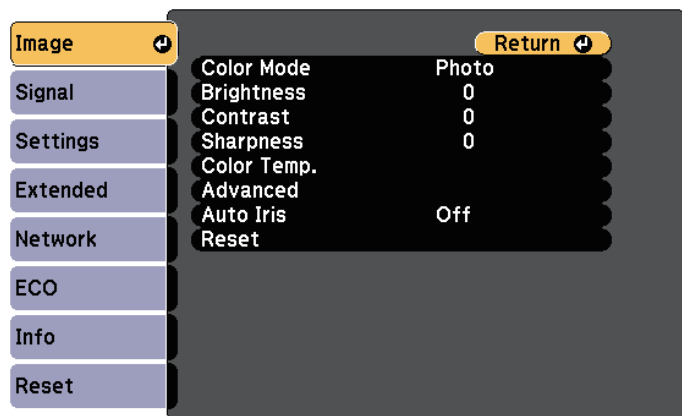 Image
Signal
Settings
Extended
Network
ECO
Info
Reset
Return
Color Mode Photo
Brightness 0
Contrast 0
Sharpness 0
Color Temp.
Advanced
Auto Iris Off
Reset